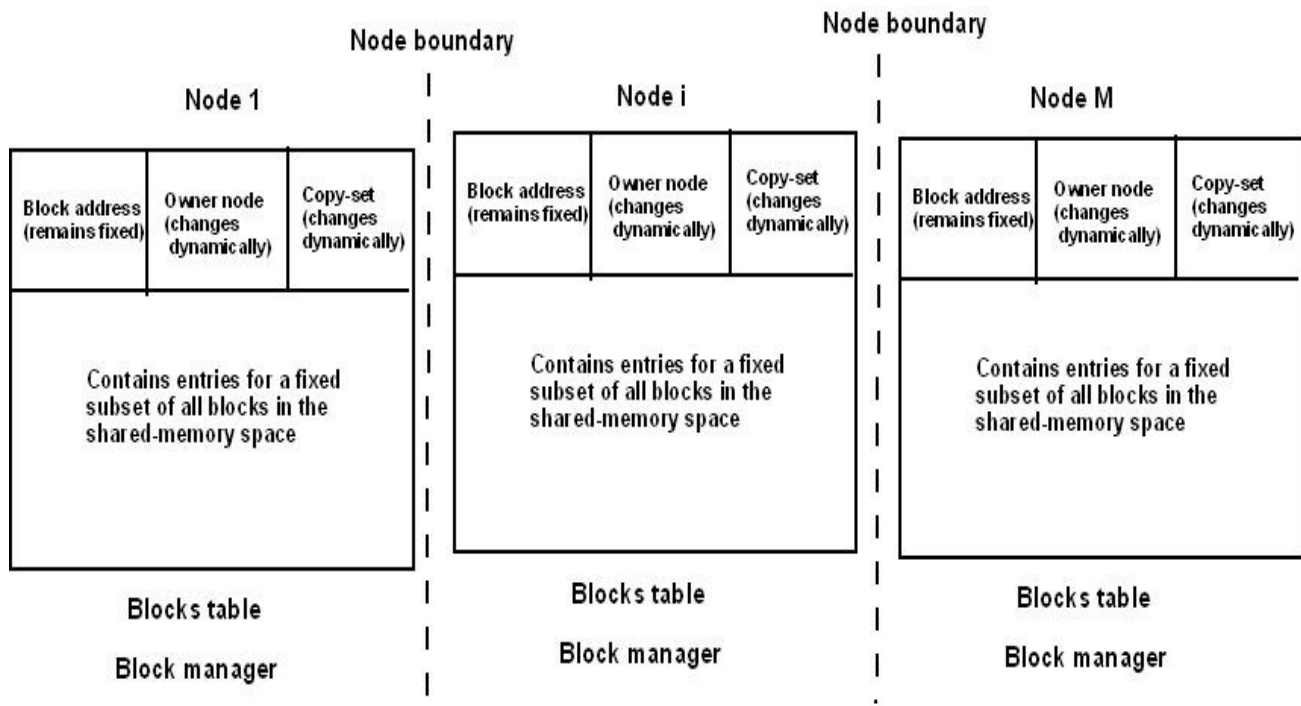 Node boundary
Node boundary
Node 1
Node i
Node M
Block address
(remains fixed)
Owner node
(changes
dynamically)
Copy-set
(changes
dynamically)
Contains entries for a fixed
subset of all blocks in the
shared-memory space
Blocks table
Block manager
Block address
(remains fixed)
Owner node
(changes
dynamically)
Copy-set
(changes
dynamically)
Contains entries for a fixed
subset of all blocks in the
shared-memory space
Blocks table
Block manager
Block address
(remains fixed)
Owner node
(changes
dynamically)
Copy-set
(changes
dynamically)
Contains entries for a fixed
subset of all blocks in the
shared-memory space
Blocks table
Block manager